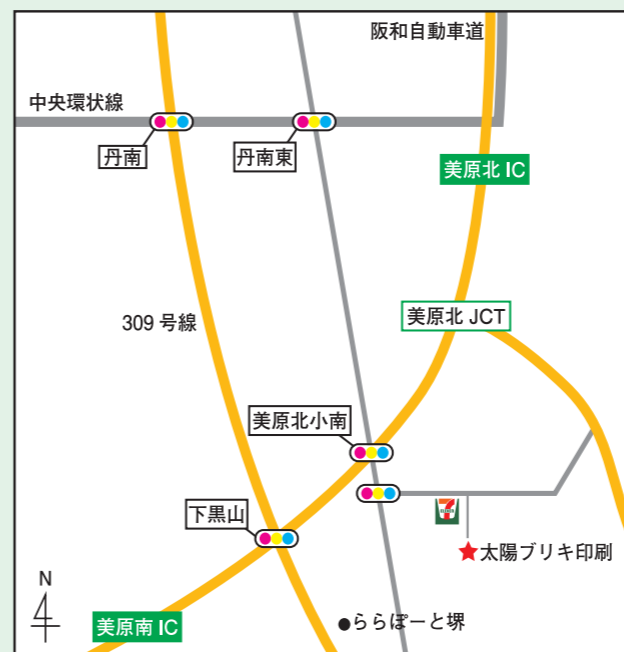 阪和自動車道
中央環状線
丹南
丹南東
美原北 IC
309 号線
美原北 JCT
美原北小南
下黒山
7
太陽ブリキ印刷
N
美原南 IC
ららぽーと堺